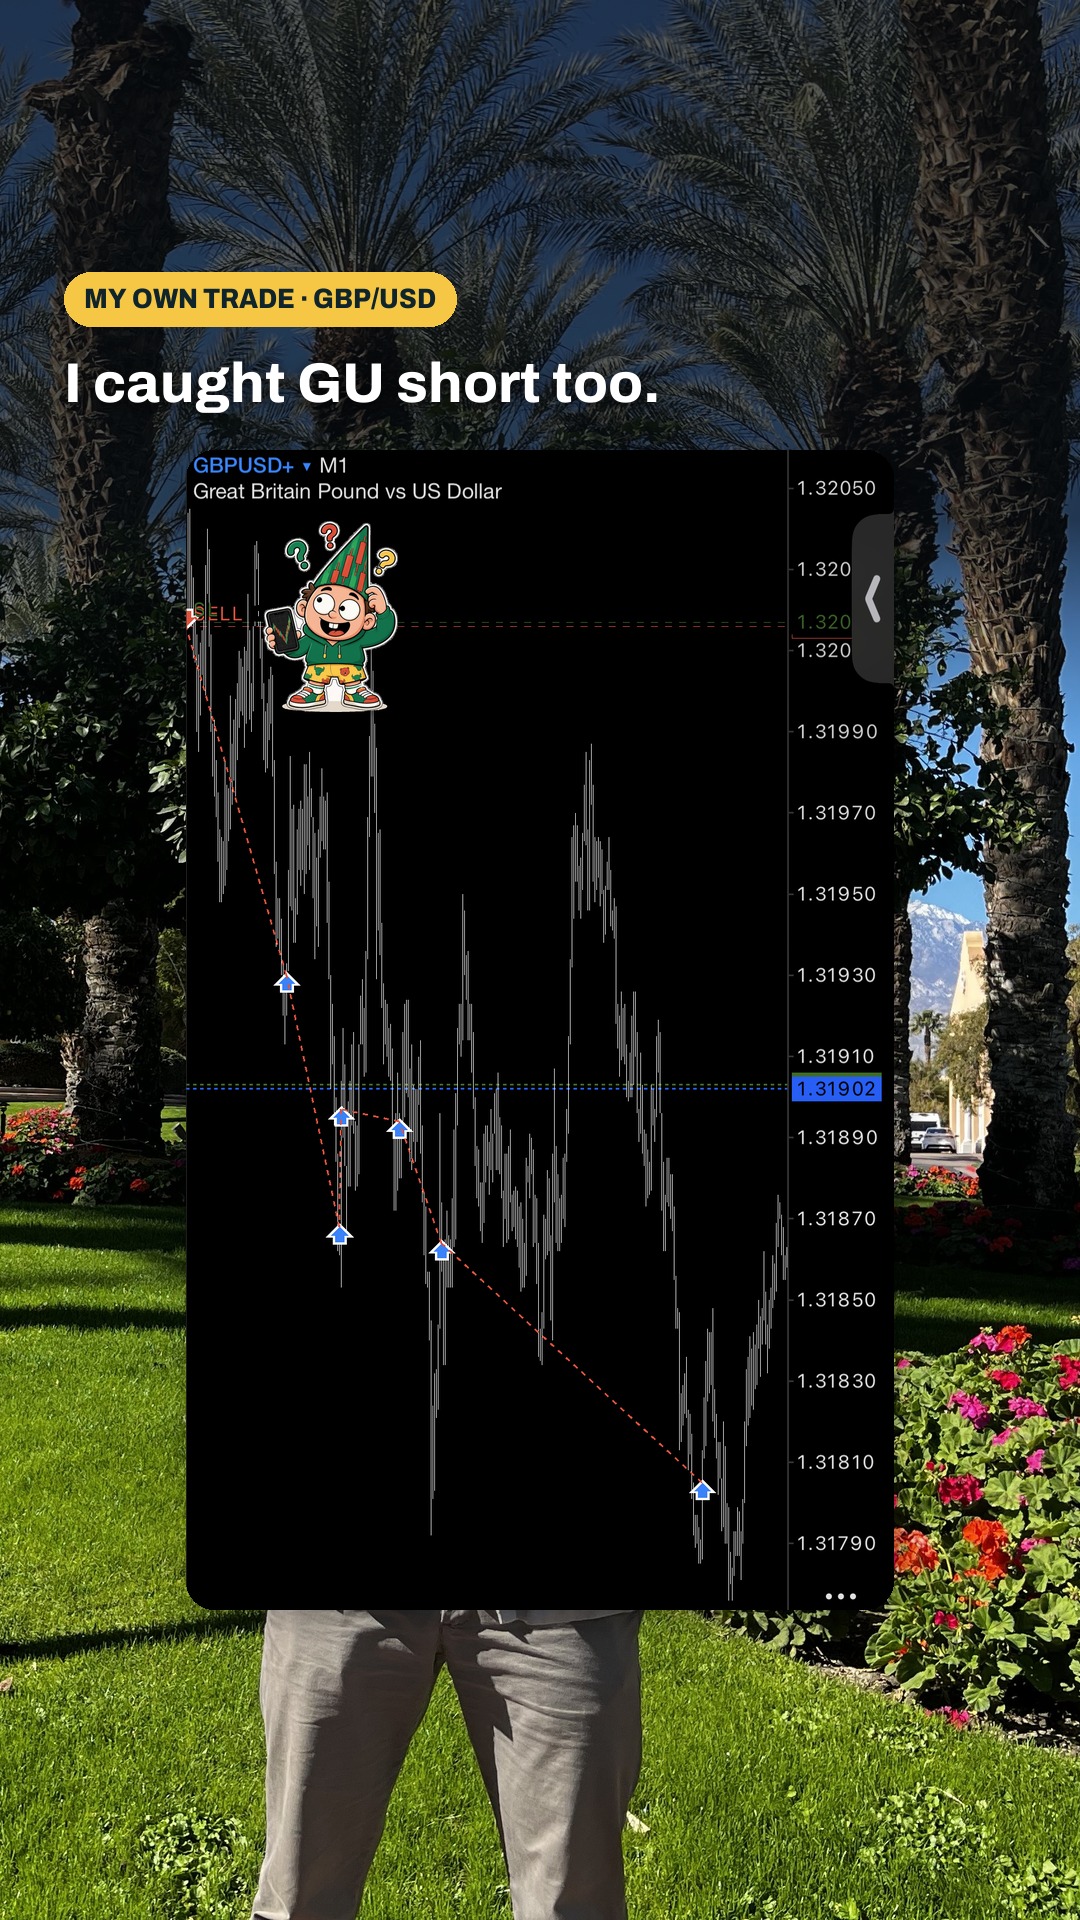 MY OWN TRADE · GBP/USD
I caught GU short too.
GBPUSD+ ▾ M1
Great Britain Pound vs US Dollar
? ? ?
1.32050
1.320
SELL
1.320
1.320
1.31990
1.31970
1.31950
1.31930
1.31910
1.31902
1.31890
1.31870
1.31850
1.31830
1.31810
1.31790